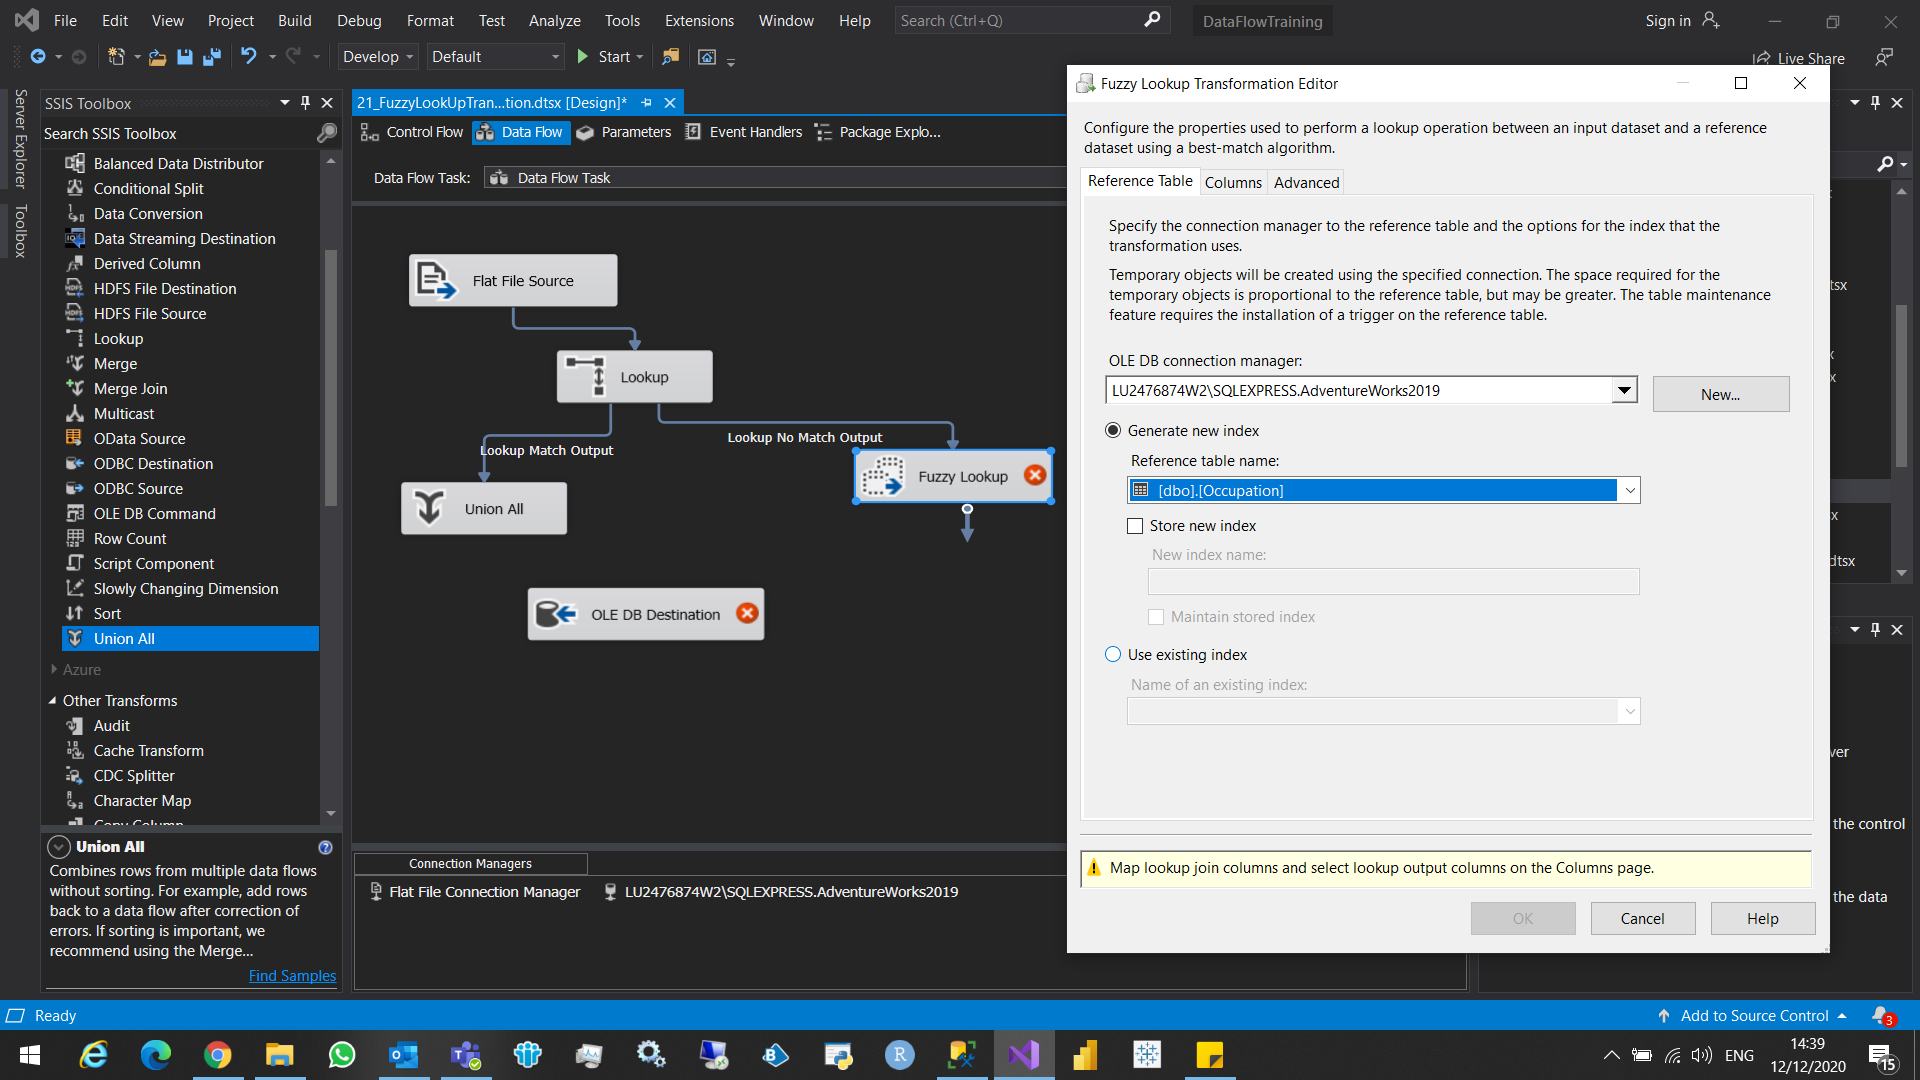 File Edit View Project Build Debug Format Test Analyze Tools Extensions Window Help Search (Ctrl+Q) DataFlowTraining Sign in
Develop Default Start Live Share
Server Explorer
Toolbox
SSIS Toolbox
Search SSIS Toolbox
Balanced Data Distributor
Conditional Split
Data Conversion
Data Streaming Destination
Derived Column
HDFS File Destination
HDFS File Source
Lookup
Merge
Merge Join
Multicast
OData Source
ODBC Destination
ODBC Source
OLE DB Command
Row Count
Script Component
Slowly Changing Dimension
Sort
Union All
Azure
Other Transforms
Audit
Cache Transform
CDC Splitter
Character Map
Copy Column
Union All
Combines rows from multiple data flows
without sorting. For example, add rows
back to a data flow after correction of
errors. If sorting is important, we
recommend using the Merge...
Find Samples
21_FuzzyLookUpTran...tion.dtsx [Design]*
Control Flow Data Flow Parameters Event Handlers Package Explo...
Data Flow Task: Data Flow Task
Flat File Source
Lookup
Lookup Match Output
Lookup No Match Output
Fuzzy Lookup
Union All
OLE DB Destination
Connection Managers
Flat File Connection Manager LU2476874W2\SQLEXPRESS.AdventureWorks2019
Fuzzy Lookup Transformation Editor
Configure the properties used to perform a lookup operation between an input dataset and a reference
dataset using a best-match algorithm.
Reference Table Columns Advanced
Specify the connection manager to the reference table and the options for the index that the
transformation uses.
Temporary objects will be created using the specified connection. The space required for the
temporary objects is proportional to the reference table, but may be greater. The table maintenance
feature requires the installation of a trigger on the reference table.
OLE DB connection manager:
LU2476874W2\SQLEXPRESS.AdventureWorks2019 New...
Generate new index
Reference table name:
[dbo].[Occupation]
Store new index
New index name:
Maintain stored index
Use existing index
Name of an existing index:
Map lookup join columns and select lookup output columns on the Columns page.
OK Cancel Help
the control
the data
Ready Add to Source Control 3
ENG 14:39
12/12/2020 15